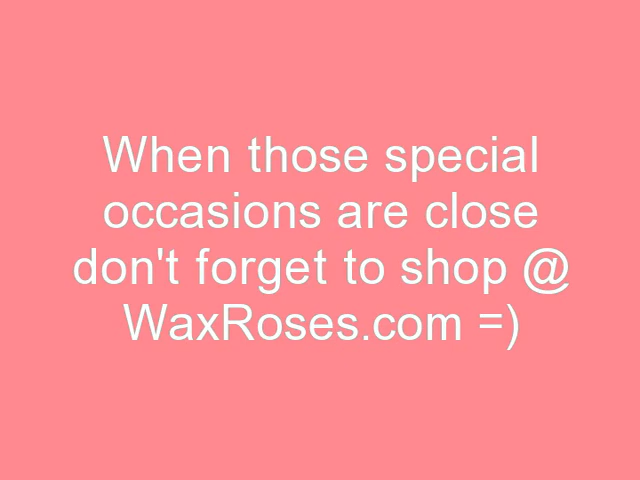 When those special
occasions are close
don't forget to shop @
WaxRoses.com =)